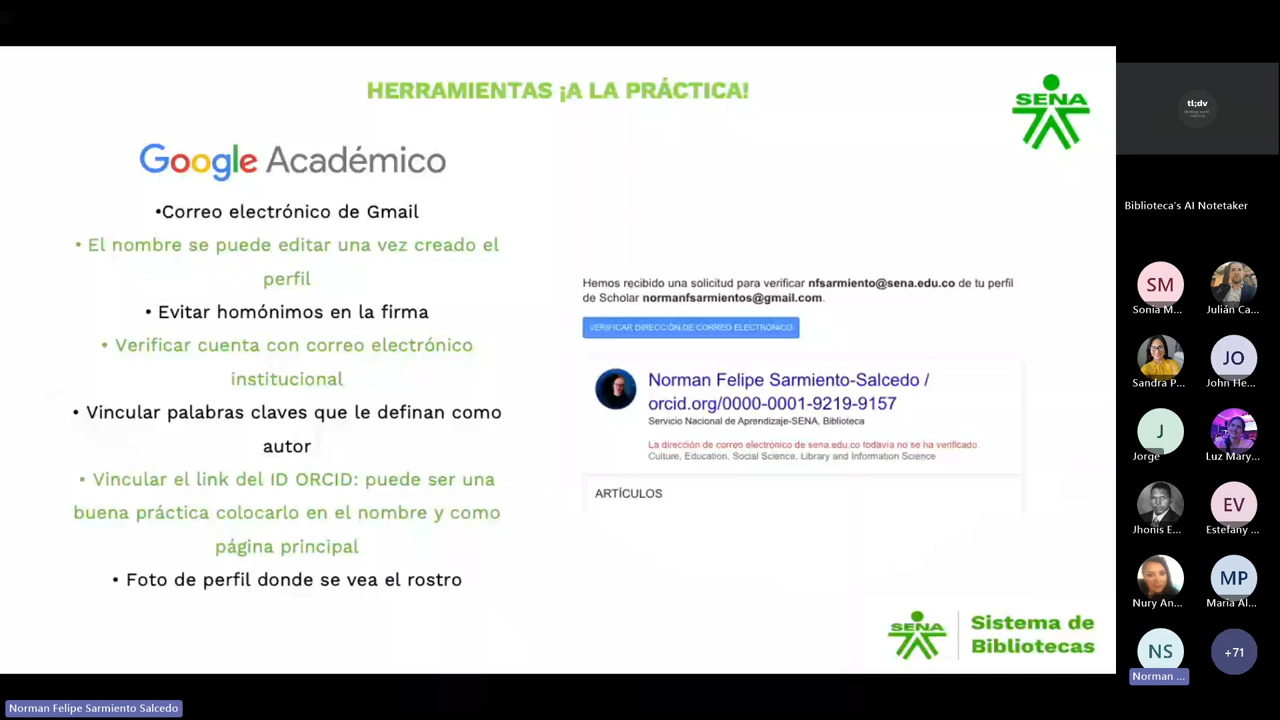 HERRAMIENTAS ¡A LA PRÁCTICA!
SENA
Google Académico
•Correo electrónico de Gmail
• El nombre se puede editar una vez creado el
perfil
• Evitar homónimos en la firma
• Verificar cuenta con correo electrónico
institucional
• Vincular palabras claves que le definan como
autor
• Vincular el link del ID ORCID: puede ser una
buena práctica colocarlo en el nombre y como
página principal
• Foto de perfil donde se vea el rostro
Hemos recibido una solicitud para verificar nfsarmiento@sena.edu.co de tu perfil
de Scholar normanfsarmientos@gmail.com.
VERIFICAR DIRECCIÓN DE CORREO ELECTRÓNICO
Norman Felipe Sarmiento-Salcedo /
orcid.org/0000-0001-9219-9157
Servicio Nacional de Aprendizaje-SENA, Biblioteca
La dirección de correo electrónico de sena.edu.co todavía no se ha verificado.
Culture, Education, Social Science, Library and Information Science
ARTÍCULOS
SENA
Sistema de
Bibliotecas
tl;dv
Biblioteca's AI Notetaker
SM
Sonia M...
Julián Ca...
Sandra P...
JO
John He...
J
Jorge
Luz Mary...
Jhonis E...
EV
Estefany ...
Nury An...
MP
Maria Al...
NS
Norman ...
+71
Norman Felipe Sarmiento Salcedo